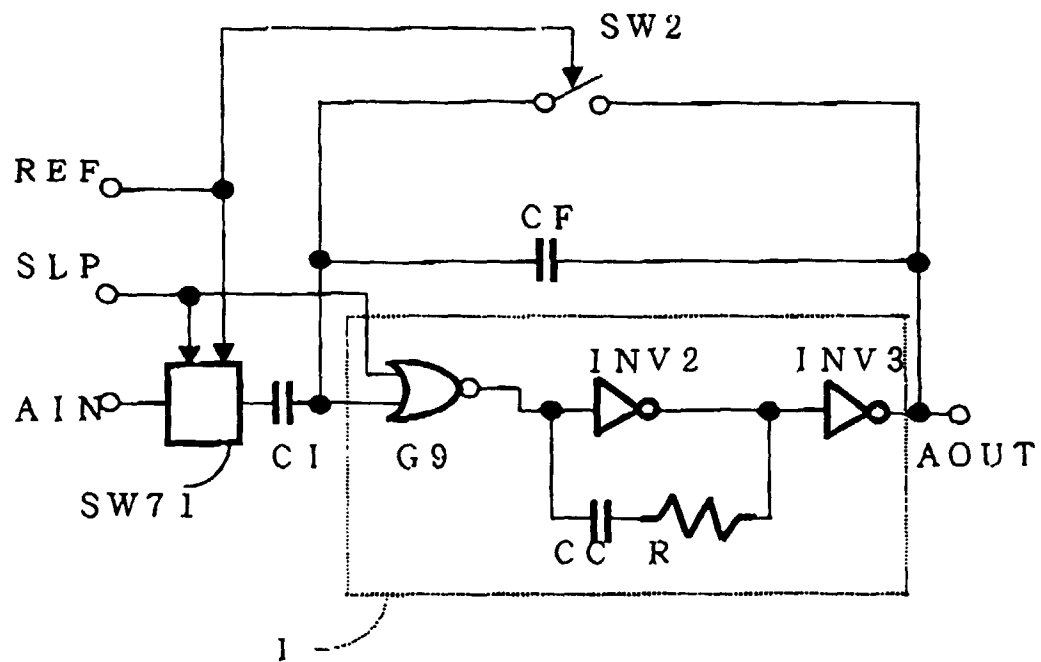 SW2
REF
CF
SLP
INV2
INV3
AIN
CI
G9
AOUT
SW71
CC
R
I